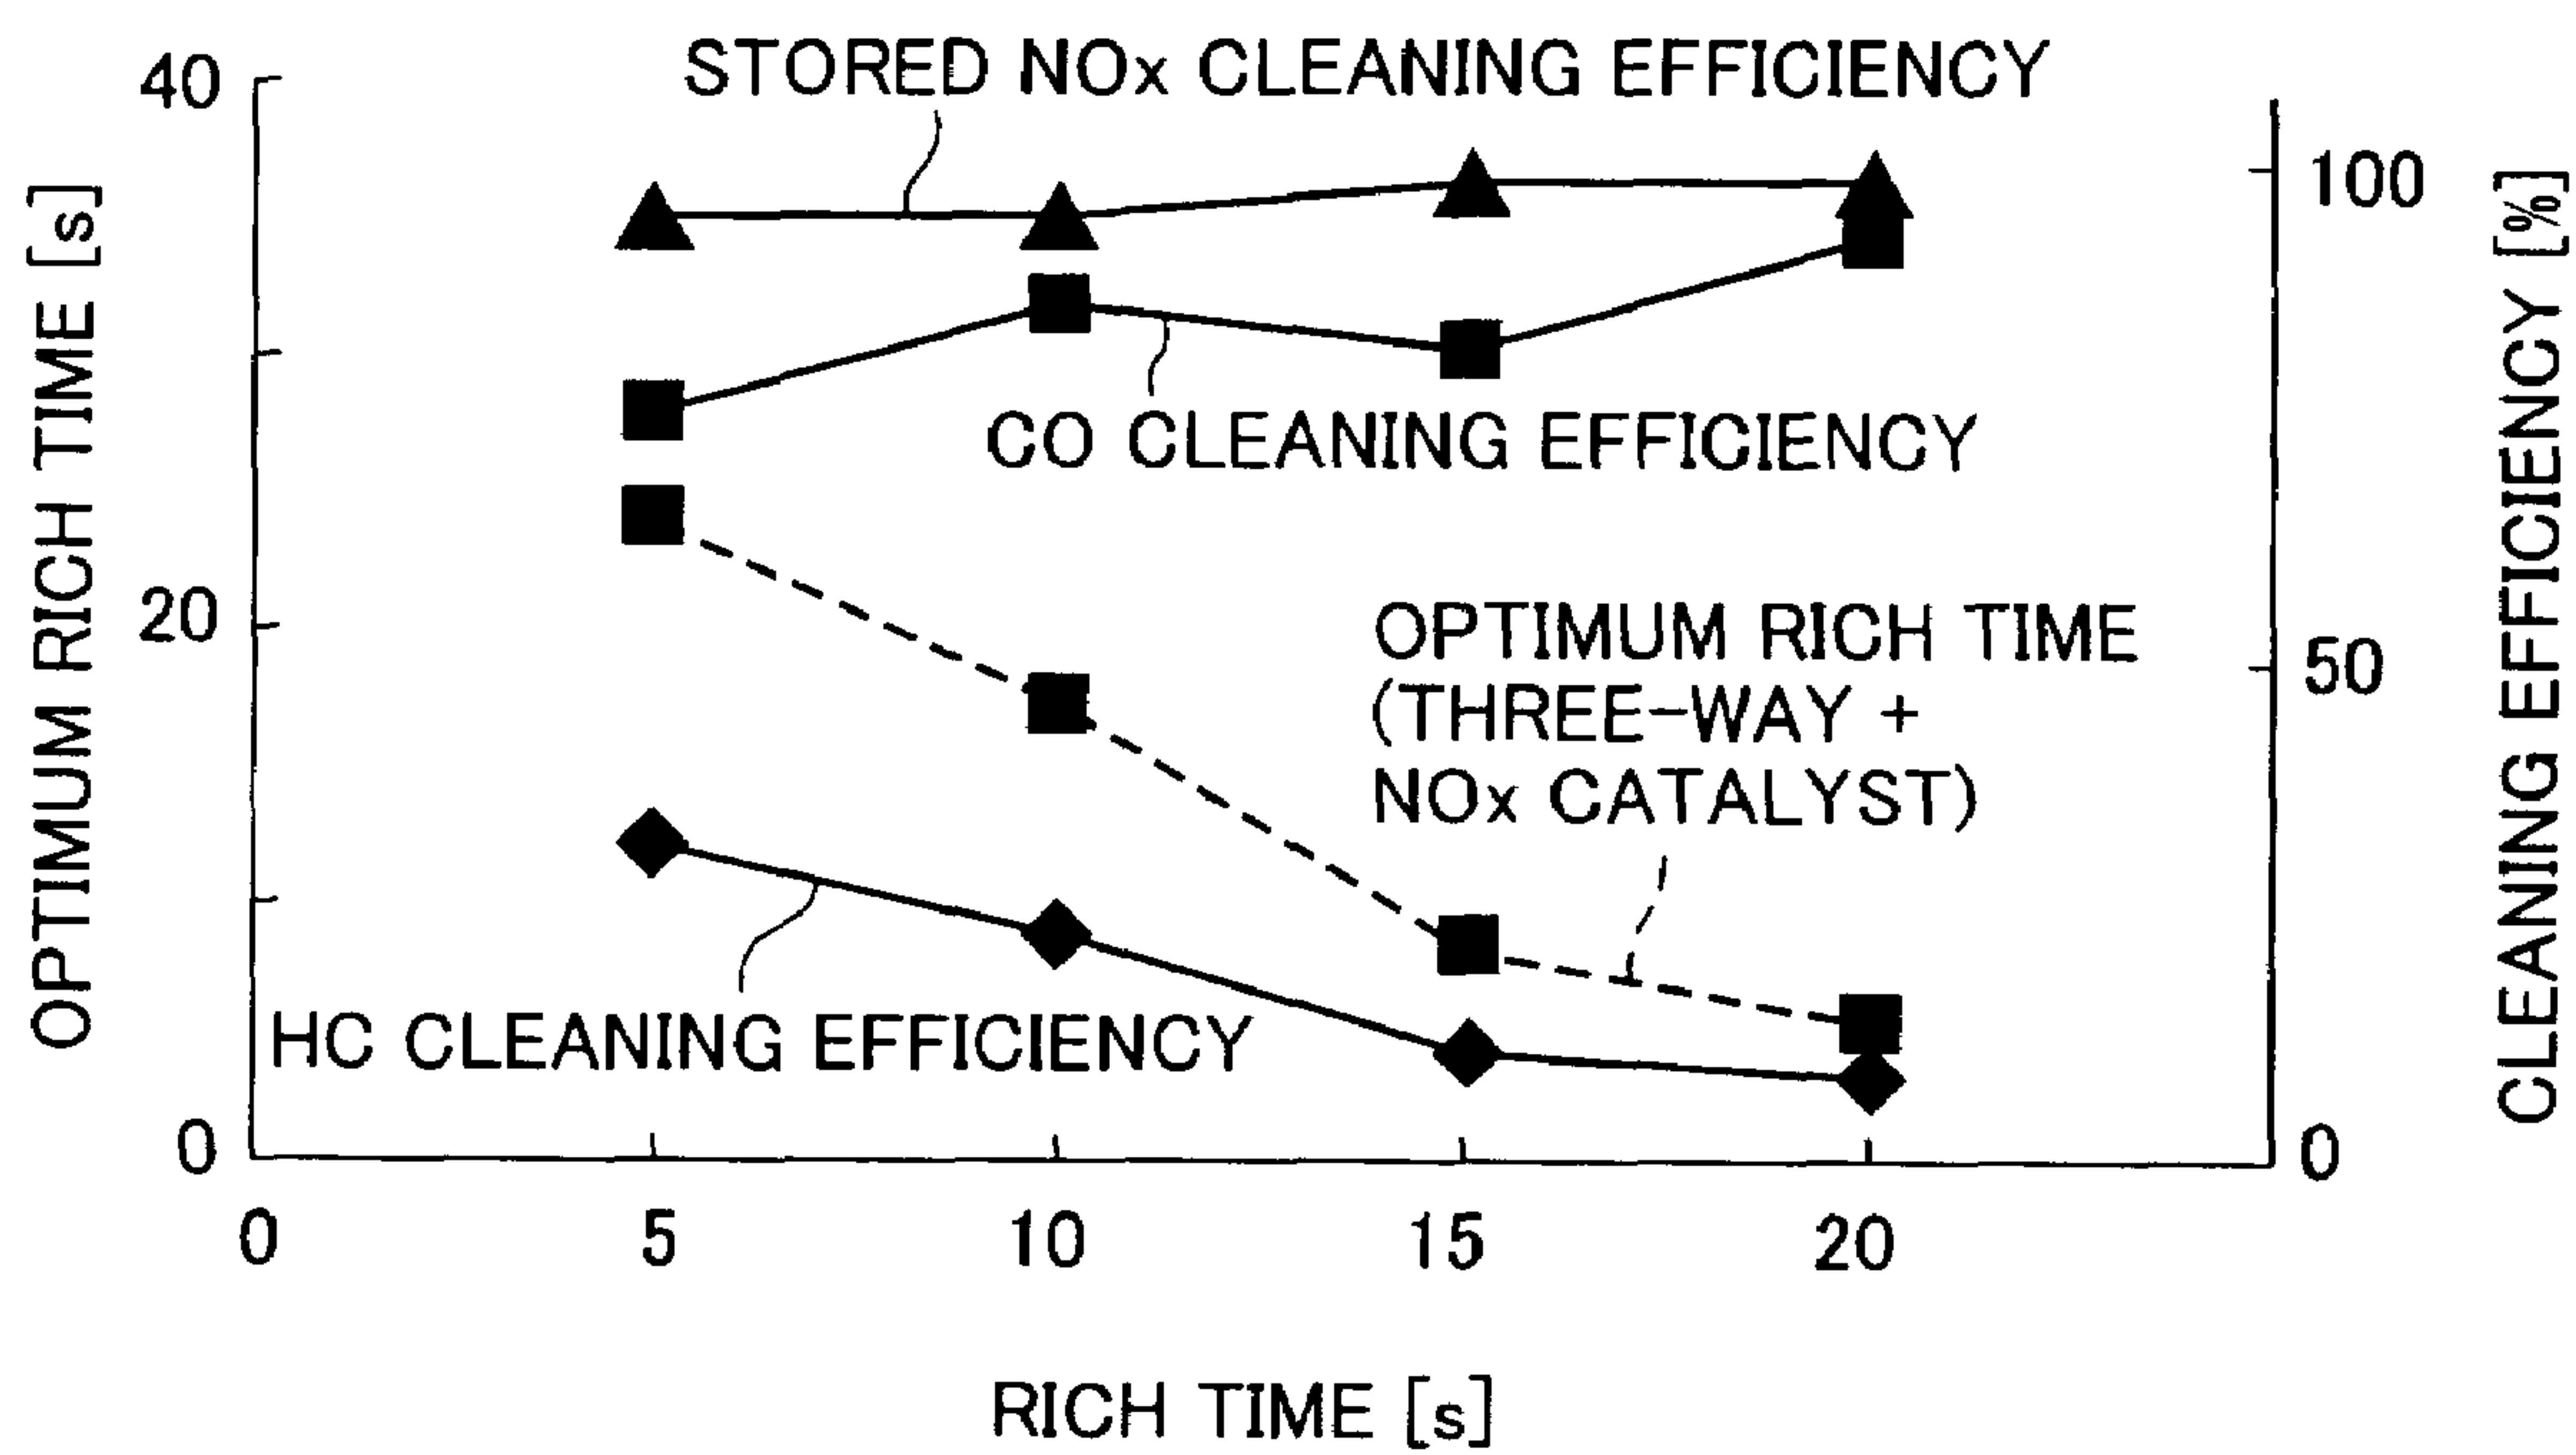 STORED NOx CLEANING EFFICIENCY
40
100
OPTIMUM RICH TIME [s]
CLEANING EFFICIENCY [%]
CO CLEANING EFFICIENCY
20
OPTIMUM RICH TIME
(THREE-WAY +
NOx CATALYST)
50
HC CLEANING EFFICIENCY
0
0
0 5 10 15 20
RICH TIME [s]